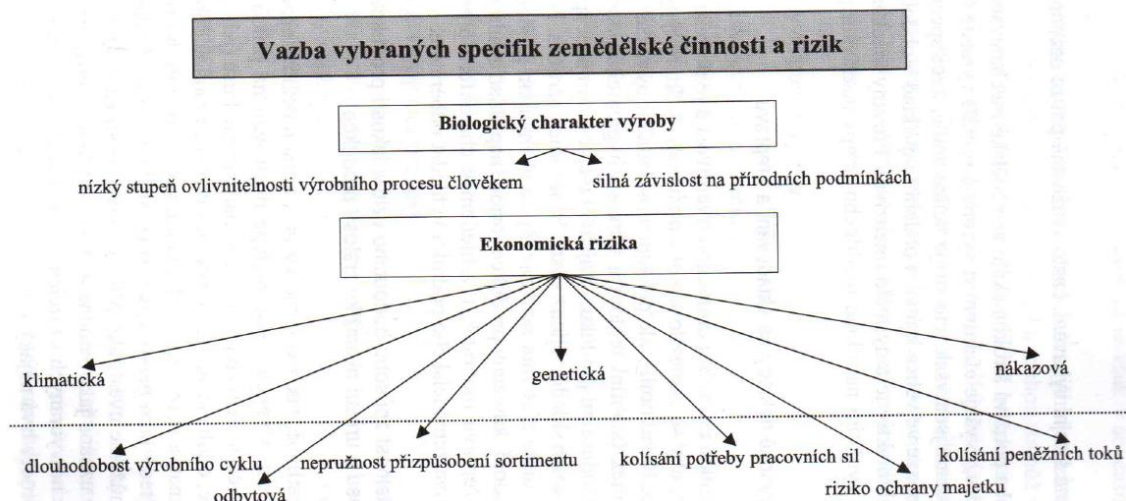 Vazba vybraných specifik zemědělské činnosti a rizik
Biologický charakter výroby
nízký stupeň ovlivnitelnosti výrobního procesu člověkem
silná závislost na přírodních podmínkách
Ekonomická rizika
klimatická
genetická
nákazová
dlouhodobost výrobního cyklu
nepružnost přizpůsobení sortimentu
kolísání potřeby pracovních sil
kolísání peněžních toků
odbytová
riziko ochrany majetku